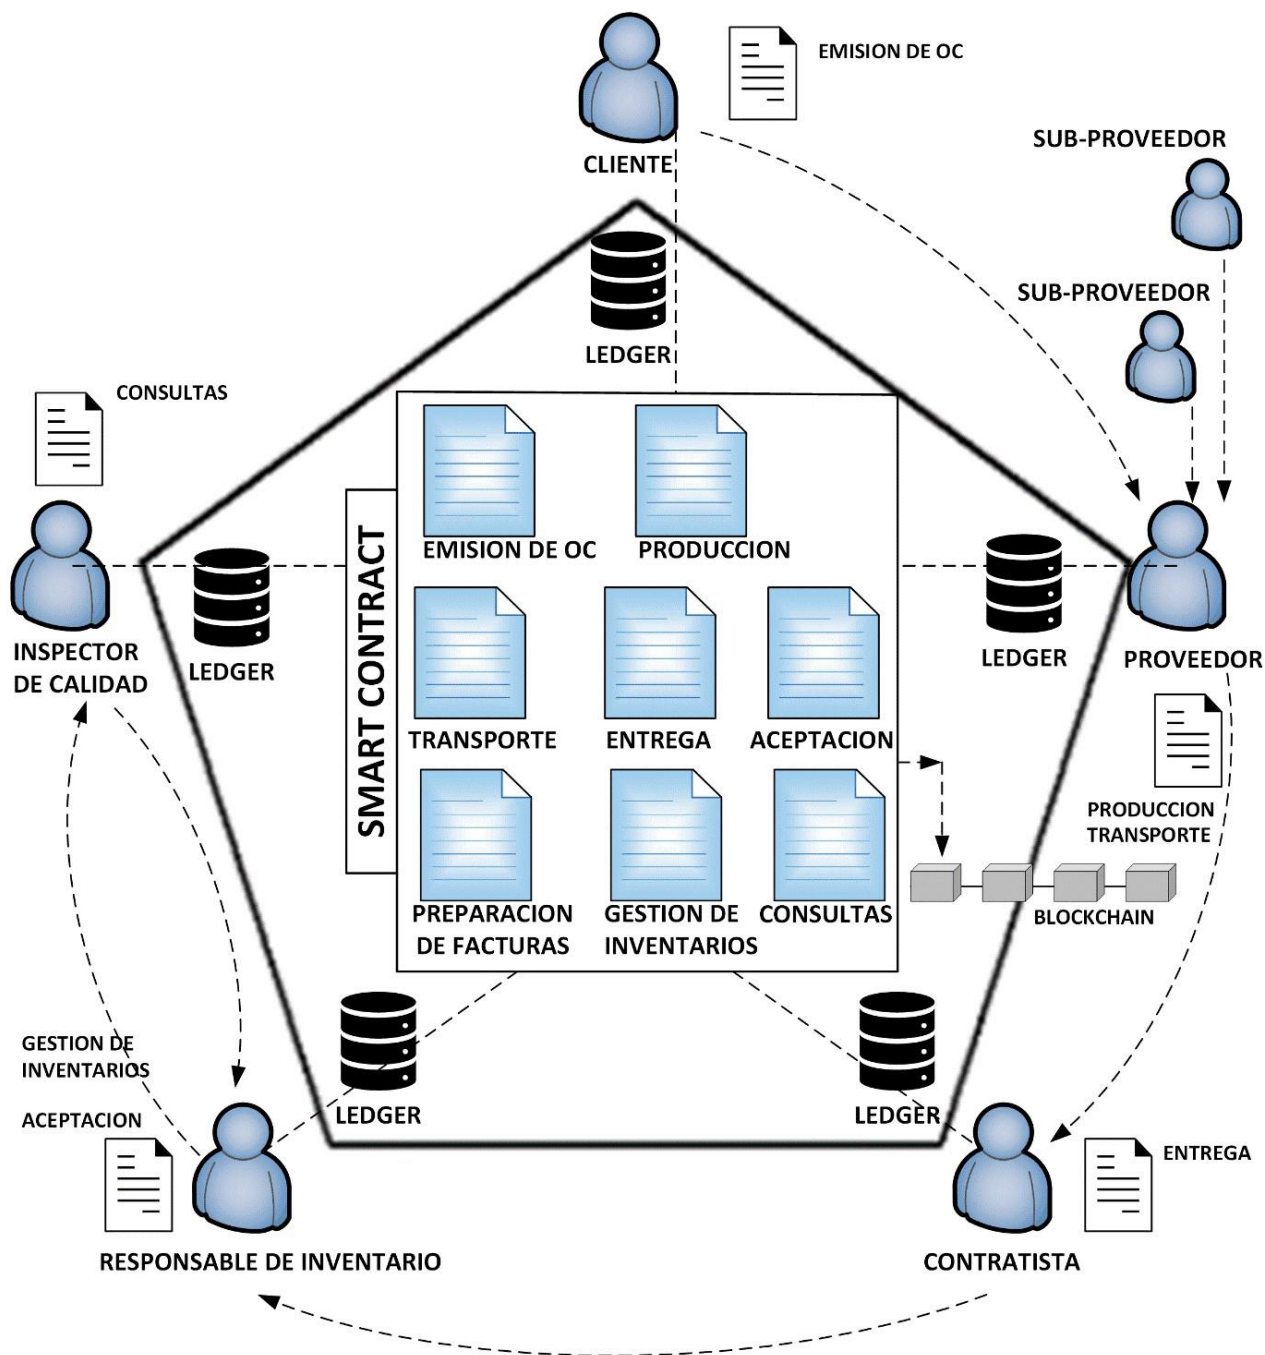 EMISION DE OC
CLIENTE
SUB-PROVEEDOR
SUB-PROVEEDOR
LEDGER
CONSULTAS
INSPECTOR
DE CALIDAD
LEDGER
SMART CONTRACT
EMISION DE OC
PRODUCCION
TRANSPORTE
ENTREGA
ACEPTACION
PREPARACION
DE FACTURAS
GESTION DE
INVENTARIOS
CONSULTAS
LEDGER
PROVEEDOR
PRODUCCION
TRANSPORTE
BLOCKCHAIN
GESTION DE
INVENTARIOS
ACEPTACION
LEDGER
RESPONSABLE DE INVENTARIO
LEDGER
ENTREGA
CONTRATISTA